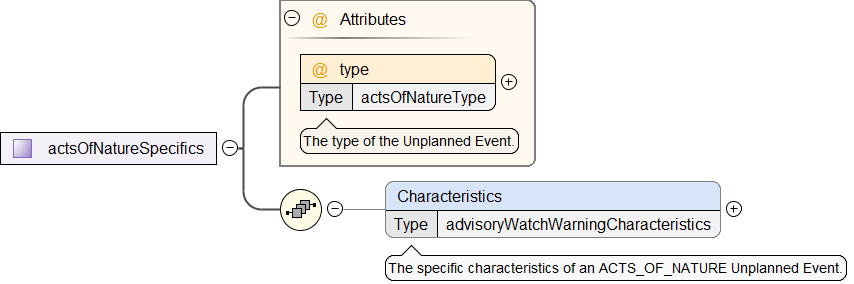 @ Attributes
@ type
Type actsOfNatureType
The type of the Unplanned Event.
actsOfNatureSpecifics
Characteristics
Type advisoryWatchWarningCharacteristics
The specific characteristics of an ACTS_OF_NATURE Unplanned Event.